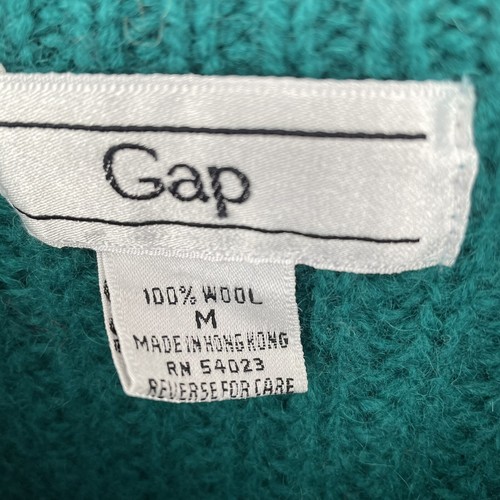 Gap
100% WOOL
M
MADE IN HONG KONG
RN 54023
REVERSE FOR CARE